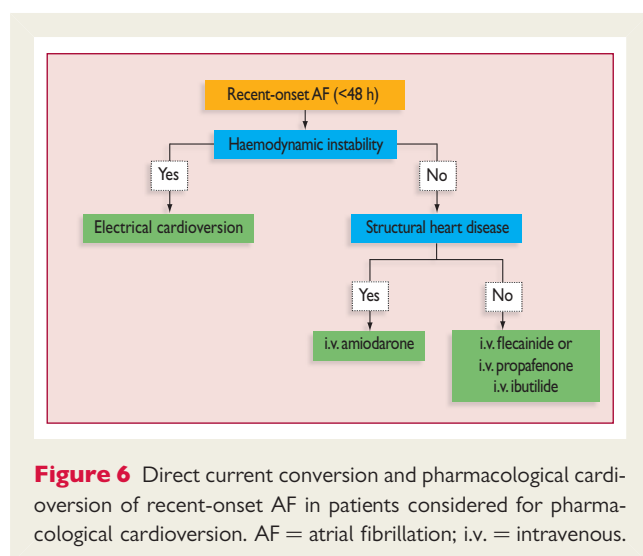 Recent-onset AF (<48 h)
Haemodynamic instability
Yes
No
Electrical cardioversion
Structural heart disease
Yes
No
i.v. amiodarone
i.v. flecainide or
i.v. propafenone
i.v. ibutilide
Figure 6 Direct current conversion and pharmacological cardi-
oversion of recent-onset AF in patients considered for pharma-
cological cardioversion. AF = atrial fibrillation; i.v. = intravenous.